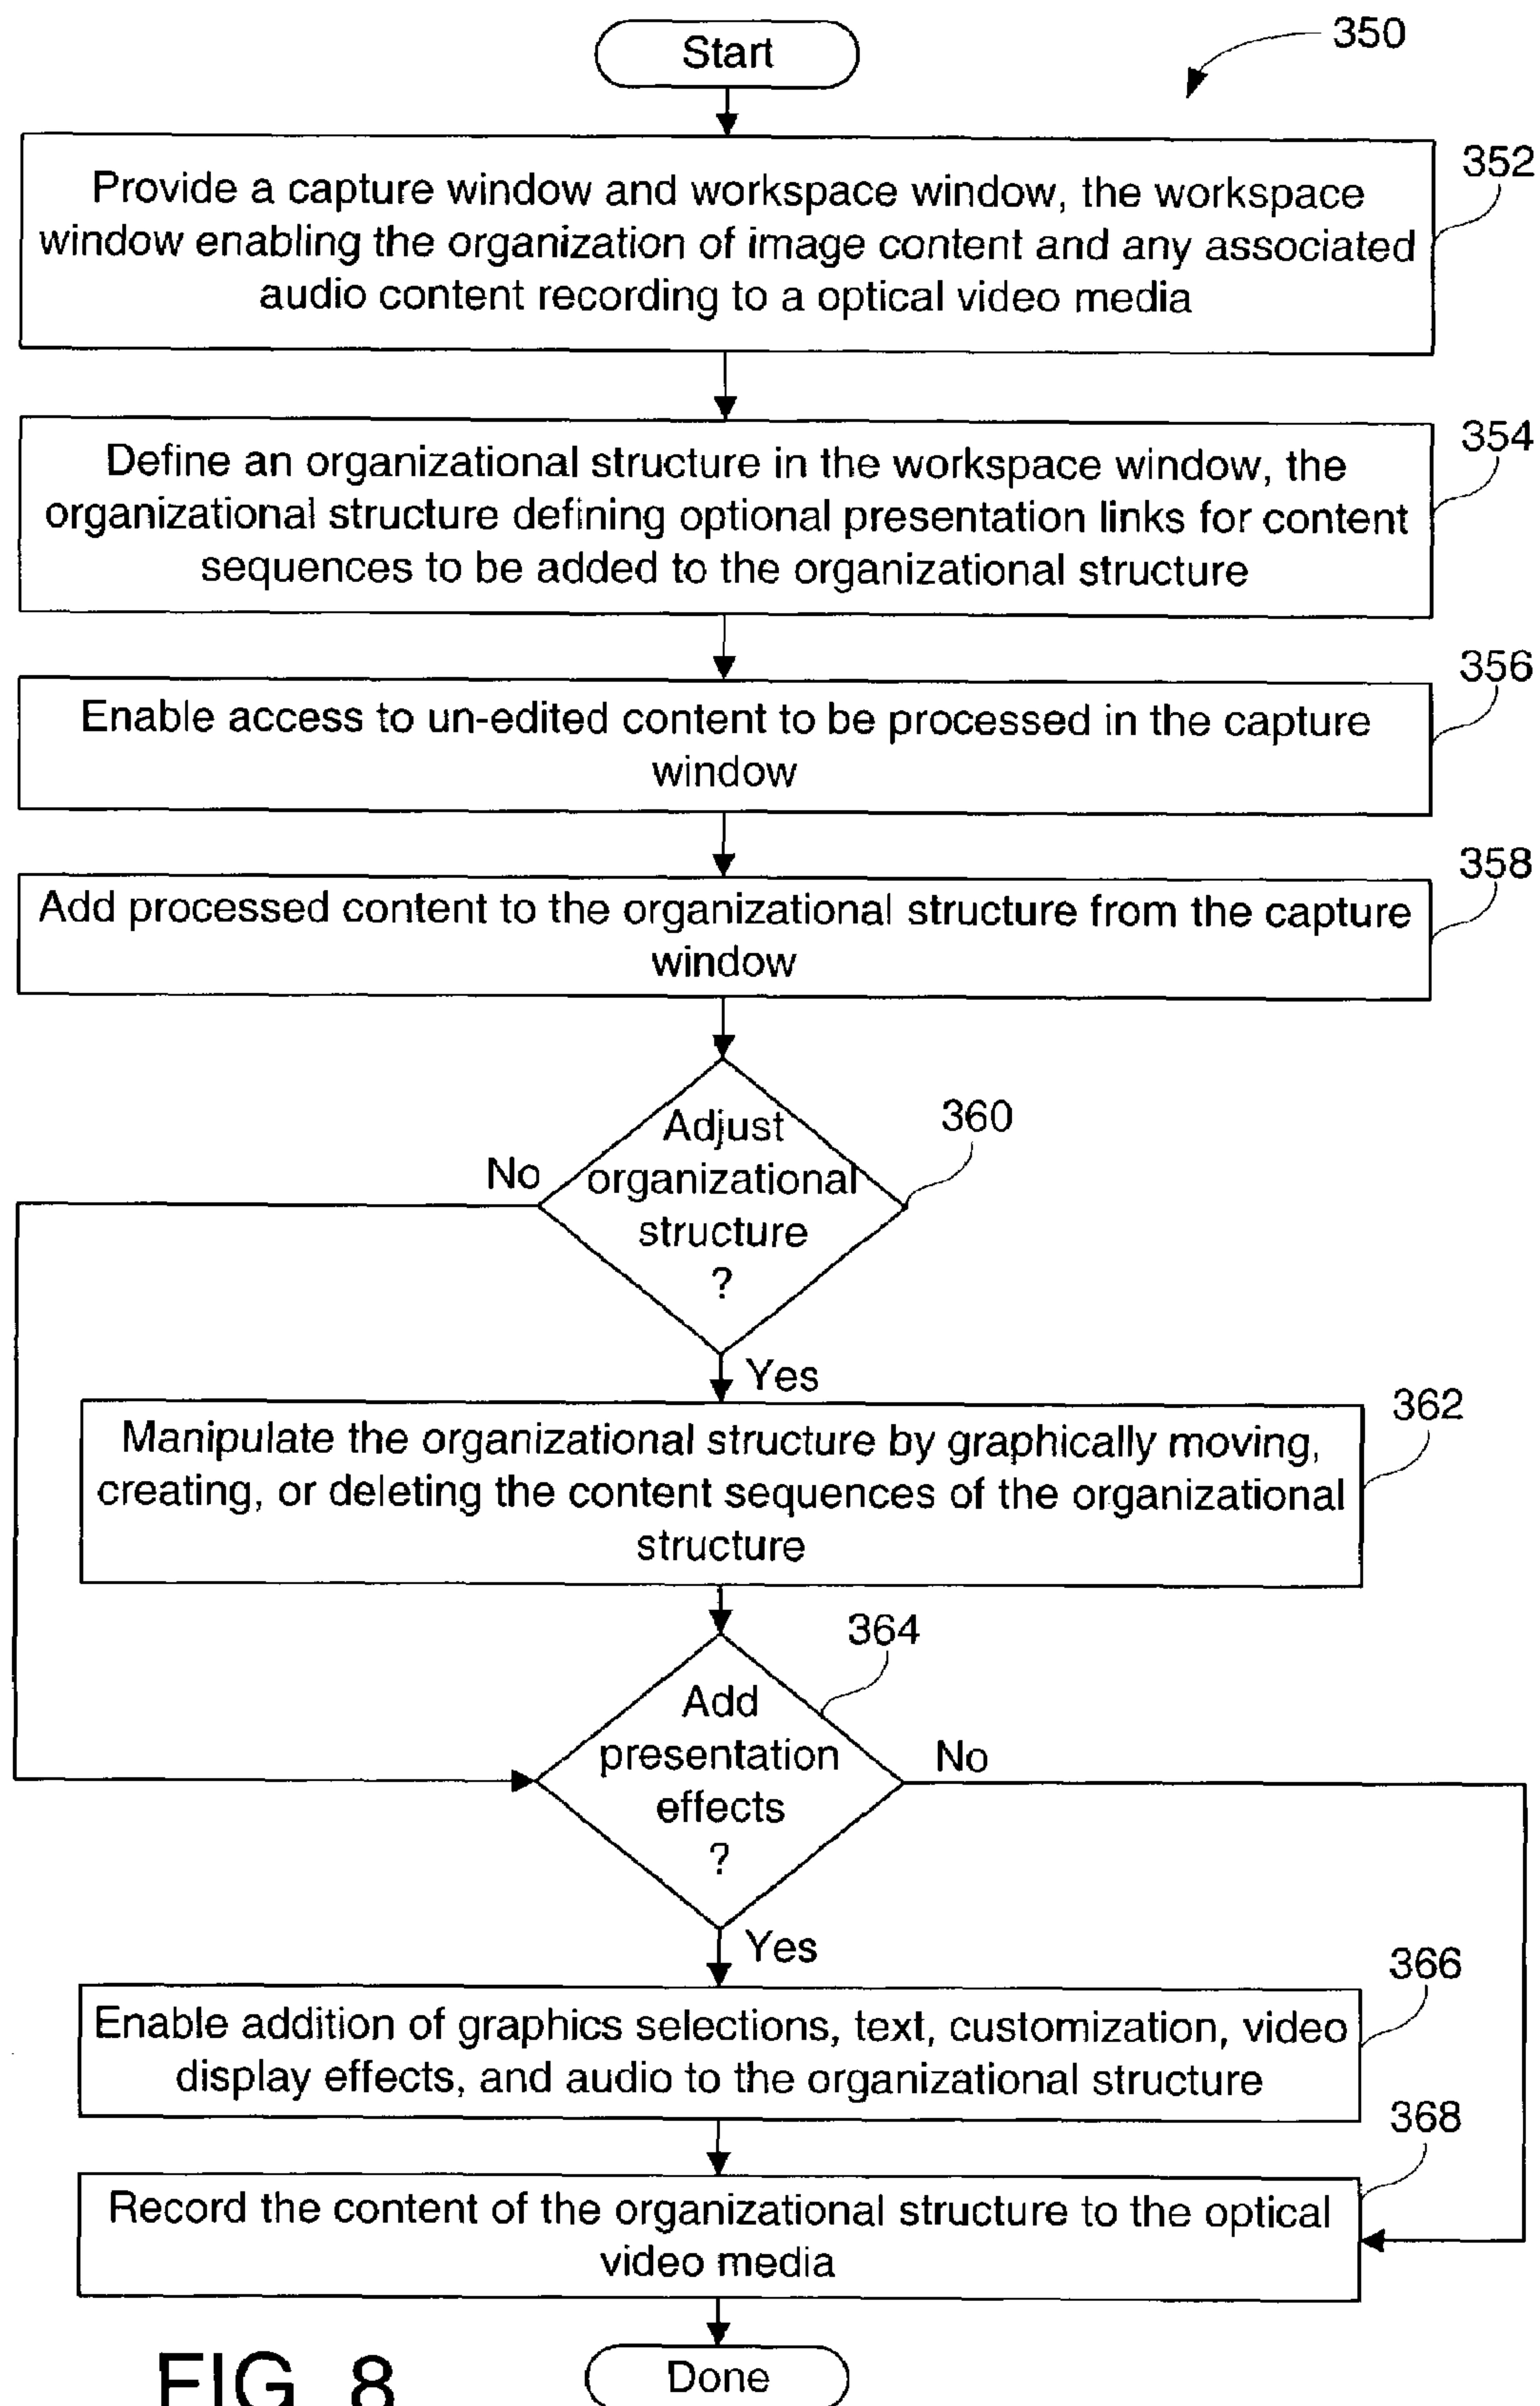 Start
350
Provide a capture window and workspace window, the workspace
window enabling the organization of image content and any associated
audio content recording to a optical video media
352
Define an organizational structure in the workspace window, the
organizational structure defining optional presentation links for content
sequences to be added to the organizational structure
354
Enable access to un-edited content to be processed in the capture
window
356
Add processed content to the organizational structure from the capture
window
358
Adjust
organizational
structure
?
360
No
Yes
Manipulate the organizational structure by graphically moving,
creating, or deleting the content sequences of the organizational
structure
362
Add
presentation
effects
?
364
No
Yes
Enable addition of graphics selections, text, customization, video
display effects, and audio to the organizational structure
366
Record the content of the organizational structure to the optical
video media
368
Done
FIG. 8